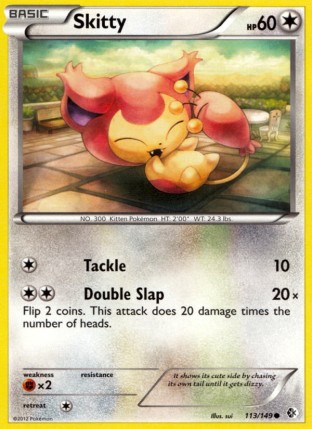 BASIC
Skitty
HP60
NO. 300 Kitten Pokémon HT: 2'00" WT: 24.3 lbs.
Tackle 10
Double Slap 20x
Flip 2 coins. This attack does 20 damage times the
number of heads.
weakness
resistance
×2
It shows its cute side by chasing
its own tail until it gets dizzy.
retreat
©2012 Pokémon
Illus. sui
113/149